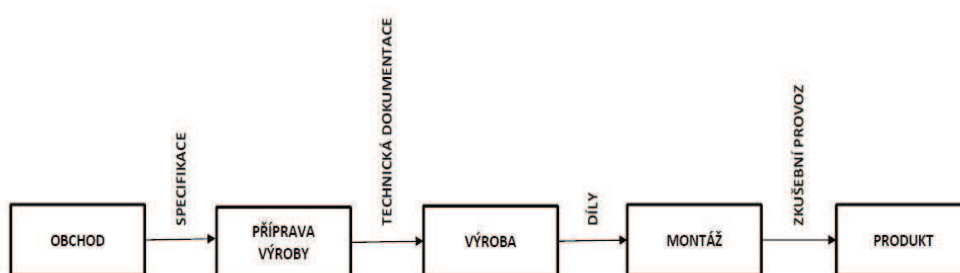 OBCHOD
SPECIFIKACE
PŘÍPRAVA
VÝROBY
TECHNICKÁ DOKUMENTACE
VÝROBA
DÍLY
MONTÁŽ
ZKUŠEBNÍ PROVOZ
PRODUKT